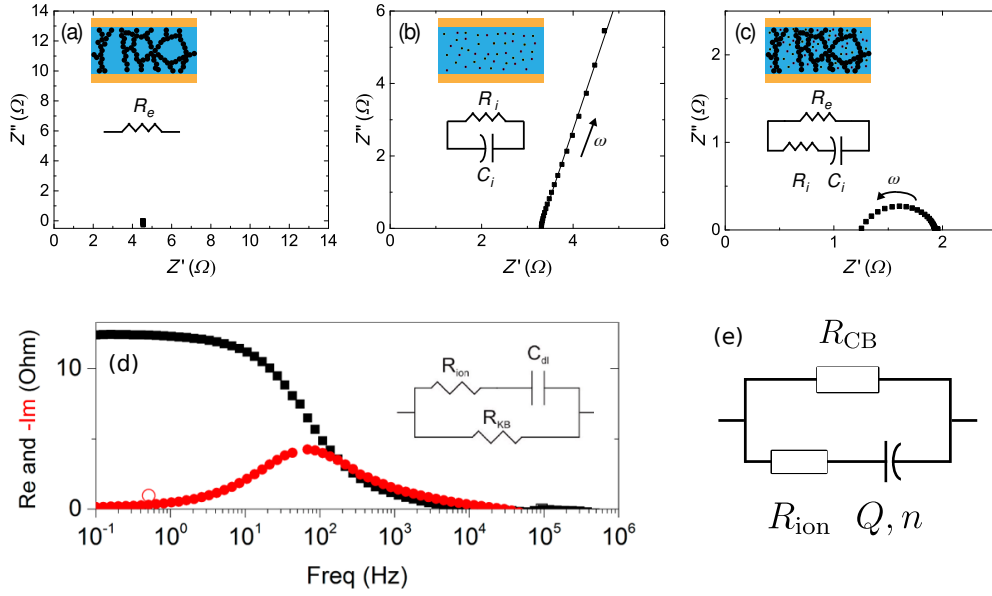 (a)
Z'' (Ω)
14
12
10
8
6
4
2
0
R_e
0 2 4 6 8 10 12 14
Z' (Ω)
(b)
Z'' (Ω)
6
4
2
0
R_i
C_i
ω
0 2 4 6
Z' (Ω)
(c)
Z'' (Ω)
2
1
0
R_e
R_i C_i
ω
0 1 2
Z' (Ω)
(d)
Re and -Im (Ohm)
10
0
R_ion
C_dl
R_KB
10^-1 10^0 10^1 10^2 10^3 10^4 10^5 10^6
Freq (Hz)
(e)
R_CB
R_ion Q, n